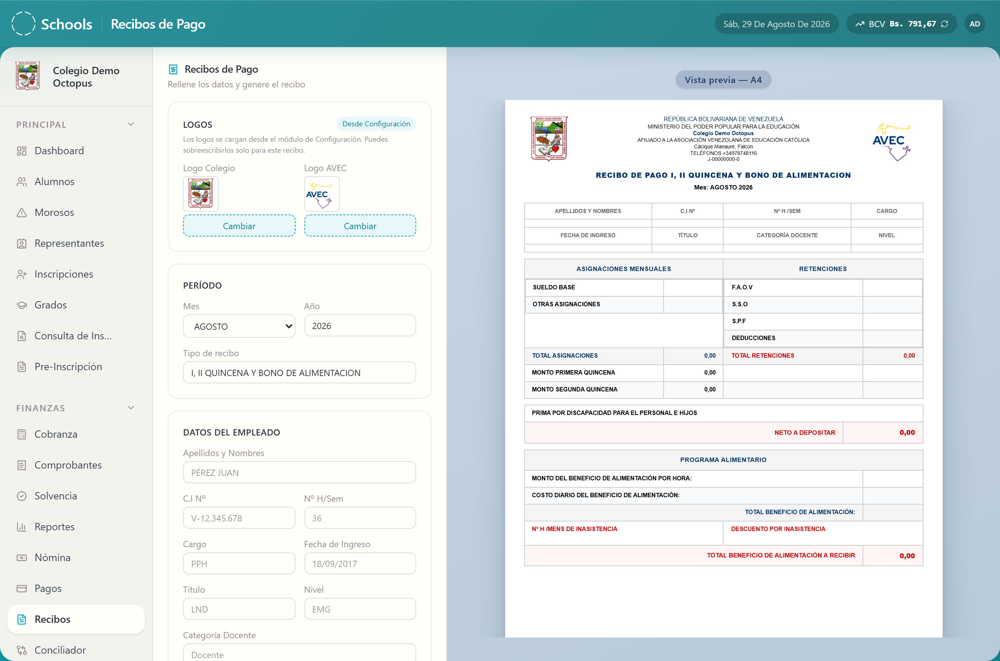 Schools
Recibos de Pago
Sáb, 29 De Agosto De 2026
BCV Bs. 791,67
AD
Colegio Demo
Octopus
PRINCIPAL
Dashboard
Alumnos
Morosos
Representantes
Inscripciones
Grados
Consulta de Ins...
Pre-Inscripción
FINANZAS
Cobranza
Comprobantes
Solvencia
Reportes
Nómina
Pagos
Recibos
Conciliador
Recibos de Pago
Rellene los datos y genere el recibo
LOGOS
Desde Configuración
Los logos se cargan desde el módulo de Configuración. Puedes
sobreescribirlos solo para este recibo.
Logo Colegio
Logo AVEC
AVEC
Cambiar
Cambiar
PERÍODO
Mes
Año
AGOSTO
2026
Tipo de recibo
I, II QUINCENA Y BONO DE ALIMENTACION
DATOS DEL EMPLEADO
Apellidos y Nombres
PÉREZ JUAN
C.I Nº
Nº H/Sem
V-12.345.678
36
Cargo
Fecha de Ingreso
PPH
18/09/2017
Título
Nivel
LND
EMG
Categoría Docente
Docente
Vista previa — A4
MARIA AUXILIADORA
YARACAL EDO. FALCON
REPÚBLICA BOLIVARIANA DE VENEZUELA
MINISTERIO DEL PODER POPULAR PARA LA EDUCACIÓN
Colegio Demo Octopus
AFILIADO A LA ASOCIACIÓN VENEZOLANA DE EDUCACIÓN CATÓLICA
Cacique Manaure, Falcon
TELÉFONOS +34978748116
J-00000000-0
AVEC
RECIBO DE PAGO I, II QUINCENA Y BONO DE ALIMENTACION
Mes: AGOSTO 2026
APELLIDOS Y NOMBRES
C.I Nº
Nº H /SEM
CARGO
FECHA DE INGRESO
TÍTULO
CATEGORÍA DOCENTE
NIVEL
ASIGNACIONES MENSUALES
RETENCIONES
SUELDO BASE
F.A.O.V
OTRAS ASIGNACIONES
S.S.O
S.P.F
DEDUCCIONES
TOTAL ASIGNACIONES 0,00
TOTAL RETENCIONES 0,00
MONTO PRIMERA QUINCENA 0,00
MONTO SEGUNDA QUINCENA 0,00
PRIMA POR DISCAPACIDAD PARA EL PERSONAL E HIJOS
NETO A DEPOSITAR 0,00
PROGRAMA ALIMENTARIO
MONTO DEL BENEFICIO DE ALIMENTACIÓN POR HORA:
COSTO DIARIO DEL BENEFICIO DE ALIMENTACIÓN:
TOTAL BENEFICIO DE ALIMENTACIÓN:
Nº H /MENS DE INASISTENCIA
DESCUENTO POR INASISTENCIA
TOTAL BENEFICIO DE ALIMENTACIÓN A RECIBIR 0,00